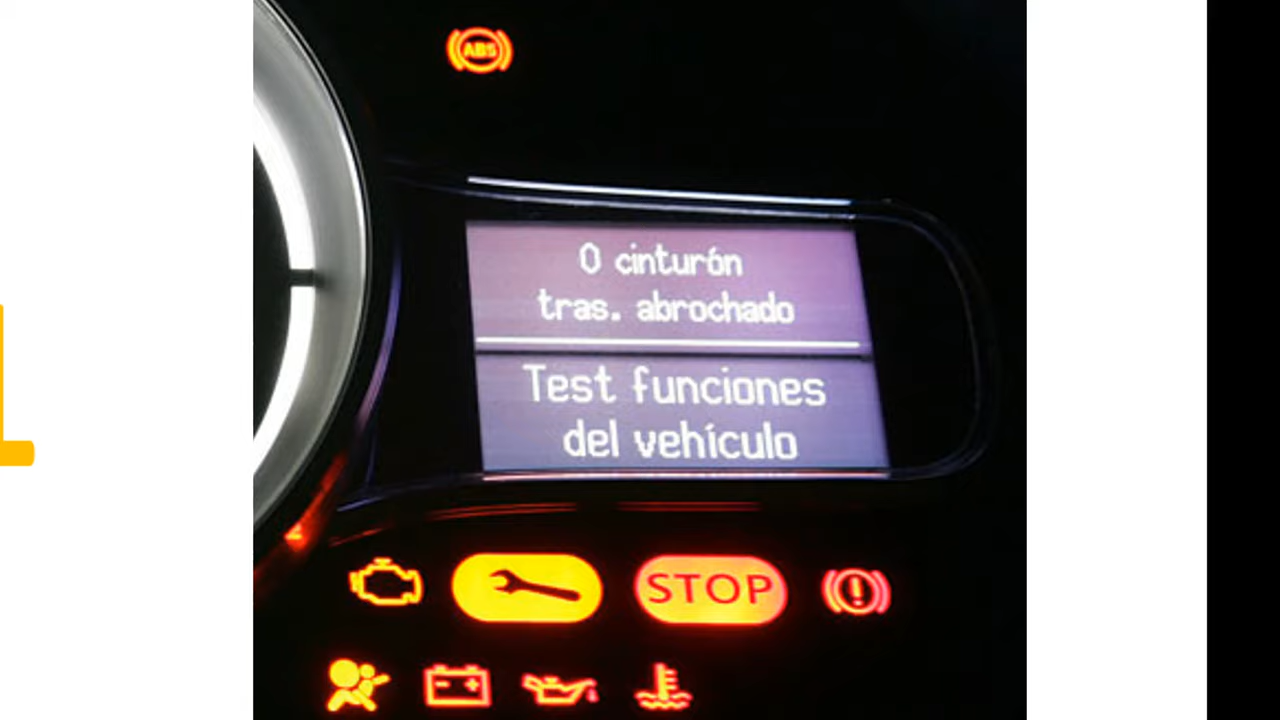 ABS
0 cinturón
tras. abrochado
Test funciones
del vehículo
STOP